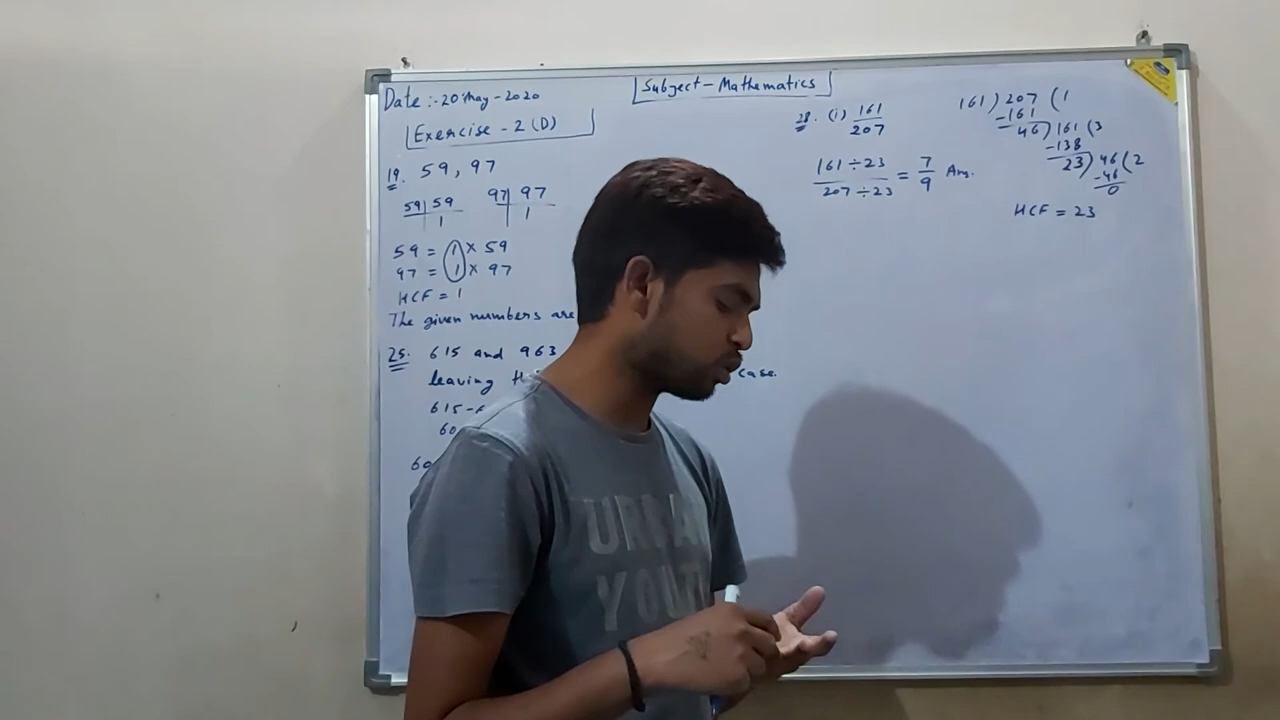 Date :- 20 May - 2020
Subject - Mathematics
Exercise - 2 (D)
19. 59, 97
59 | 59
1
97 | 97
1
59 = 1 × 59
97 = 1 × 97
HCF = 1
The given numbers are
25. 615 and 963
leaving case.
615 -
28. (i) 161
207
161 ÷ 23 = 7 Ans.
207 ÷ 23 9
161 ) 207 ( 1
- 161
46 ) 161 ( 3
- 138
23 ) 46 ( 2
- 46
0
HCF = 23
URBAN
YOUTH